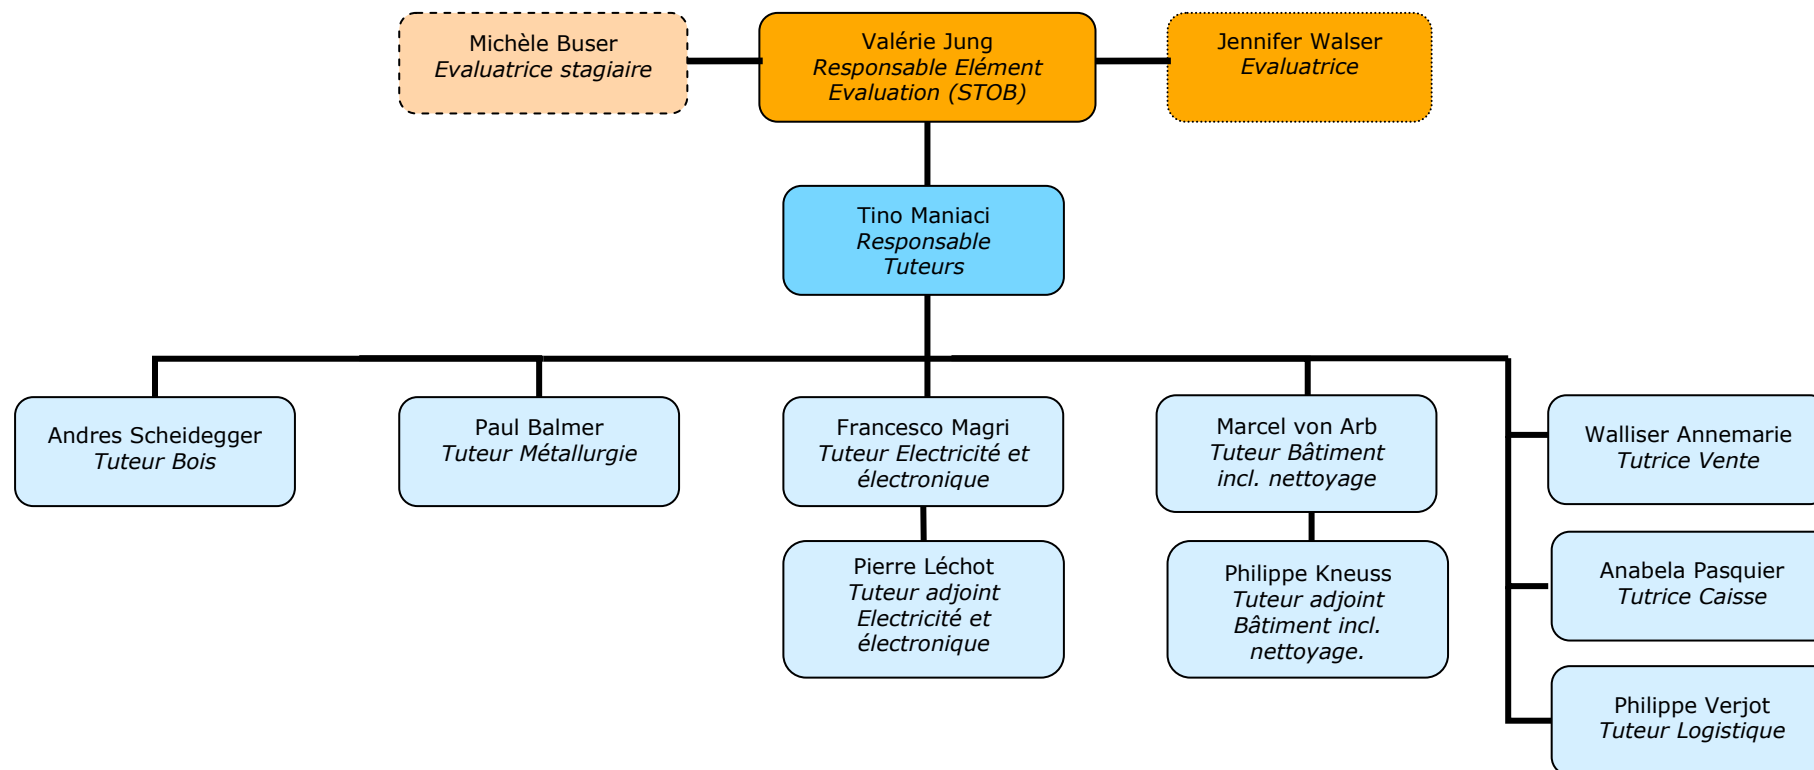 Michèle Buser
Evaluatrice stagiaire
Valérie Jung
Responsable Elément
Evaluation (STOB)
Jennifer Walser
Evaluatrice
Tino Maniaci
Responsable
Tuteurs
Andres Scheidegger
Tuteur Bois
Paul Balmer
Tuteur Métallurgie
Francesco Magri
Tuteur Electricité et
électronique
Marcel von Arb
Tuteur Bâtiment
incl. nettoyage
Walliser Annemarie
Tutrice Vente
Pierre Léchot
Tuteur adjoint
Electricité et
électronique
Philippe Kneuss
Tuteur adjoint
Bâtiment incl.
nettoyage.
Anabela Pasquier
Tutrice Caisse
Philippe Verjot
Tuteur Logistique